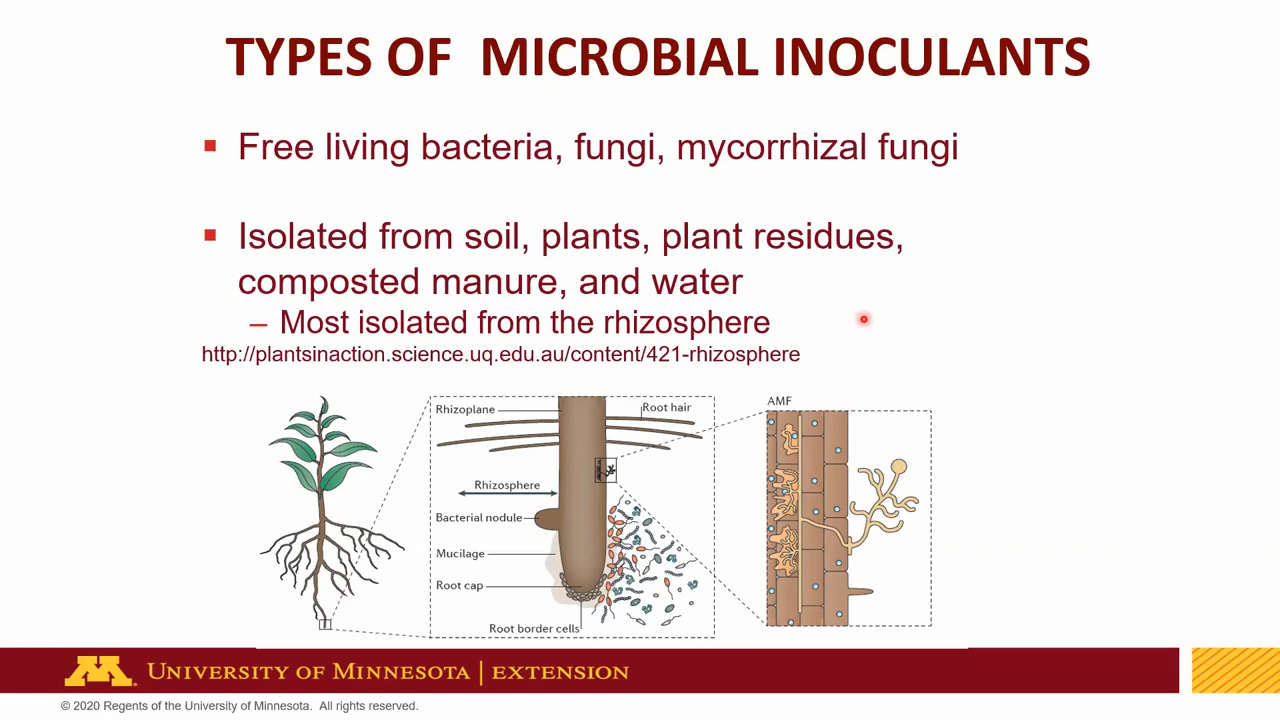 TYPES OF  MICROBIAL INOCULANTS
▪ Free living bacteria, fungi, mycorrhizal fungi
▪ Isolated from soil, plants, plant residues,
composted manure, and water
– Most isolated from the rhizosphere
http://plantsinaction.science.uq.edu.au/content/421-rhizosphere
Rhizoplane
Root hair
Rhizosphere
Bacterial nodule
Mucilage
Root cap
Root border cells
AMF
M UNIVERSITY OF MINNESOTA | EXTENSION
© 2020 Regents of the University of Minnesota.  All rights reserved.